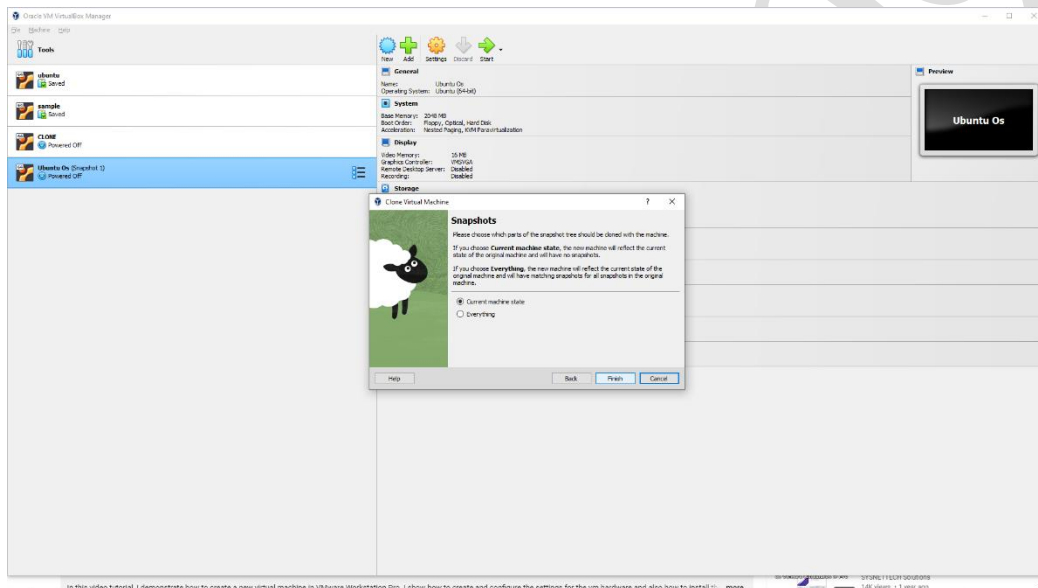 Oracle VM VirtualBox Manager
File Machine Help
Tools
ubuntu
Saved
sample
Saved
CLONE
Powered Off
Ubuntu Os (Snapshot 1)
Powered Off
New Add Settings Discard Start
General
Name: Ubuntu Os
Operating System: Ubuntu (64-bit)
System
Base Memory: 2048 MB
Boot Order: Floppy, Optical, Hard Disk
Acceleration: Nested Paging, KVM Paravirtualization
Display
Video Memory: 16 MB
Graphics Controller: VMSVGA
Remote Desktop Server: Disabled
Recording: Disabled
Storage
Preview
Ubuntu Os
Clone Virtual Machine
Snapshots
Please choose which parts of the snapshot tree should be cloned with the machine.
If you choose Current machine state, the new machine will reflect the current
state of the original machine and will have no snapshots.
If you choose Everything, the new machine will reflect the current state of the
original machine and will have matching snapshots for all snapshots in the original
machine.
Current machine state
Everything
Help Back Finish Cancel
In this video tutorial, I demonstrate how to create a new virtual machine in VMware Workstation Pro. I show how to create and configure the settings for the vm hardware and also how to install more
14K views 1 year ago